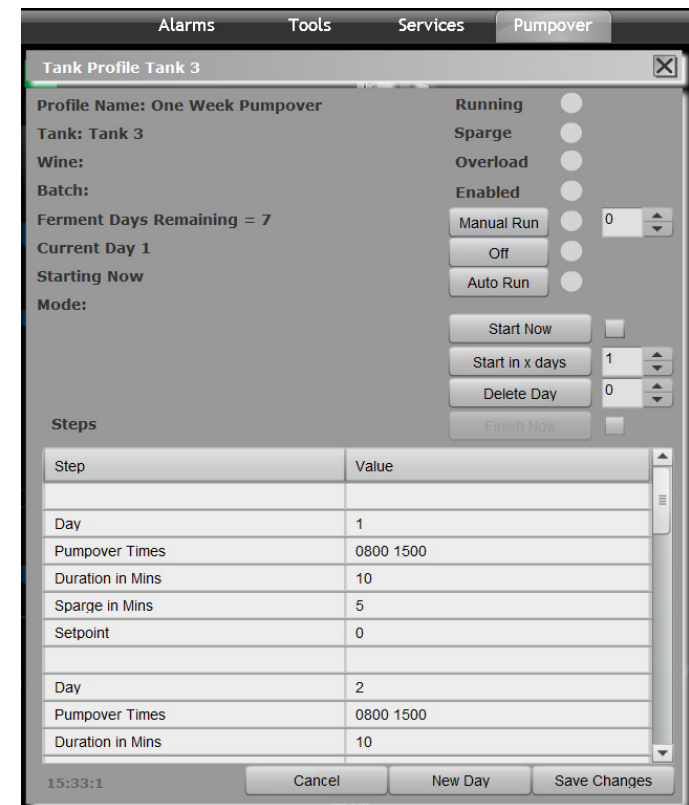 Alarms Tools Services Pumpover
Tank Profile Tank 3
Profile Name: One Week Pumpover Running
Tank: Tank 3 Sparge
Wine: Overload
Batch: Enabled
Ferment Days Remaining = 7 Manual Run 0
Current Day 1 Off
Starting Now Auto Run
Mode:
Start Now
Start in x days 1
Delete Day 0
Steps Finish Now
Step Value
Day 1
Pumpover Times 0800 1500
Duration in Mins 10
Sparge in Mins 5
Setpoint 0
Day 2
Pumpover Times 0800 1500
Duration in Mins 10
15:33:1 Cancel New Day Save Changes